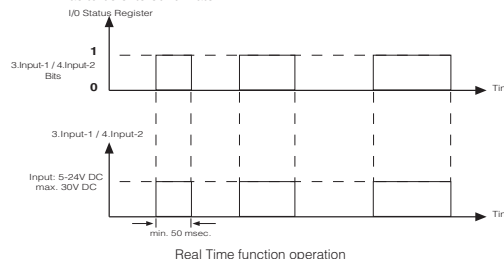 I/0 Status Register
1
3.Input-1 / 4.Input-2
Bits
0
3.Input-1 / 4.Input-2
Input: 5-24V DC
max. 30V DC
min. 50 msec.
Real Time function operation